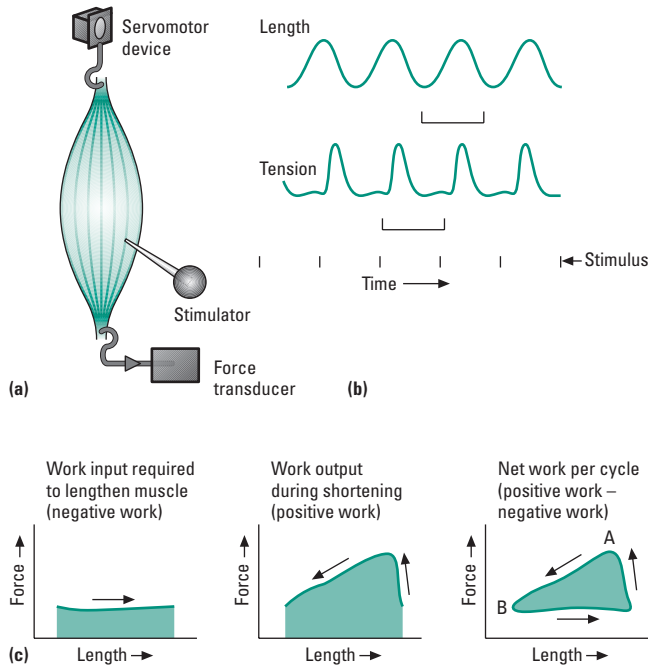 Servomotor
device
Stimulator
Force
transducer
(a)
Length
Tension
Stimulus
Time
(b)
Work input required
to lengthen muscle
(negative work)
Force
Length
Work output
during shortening
(positive work)
Force
Length
Net work per cycle
(positive work –
negative work)
A
B
Force
Length
(c)